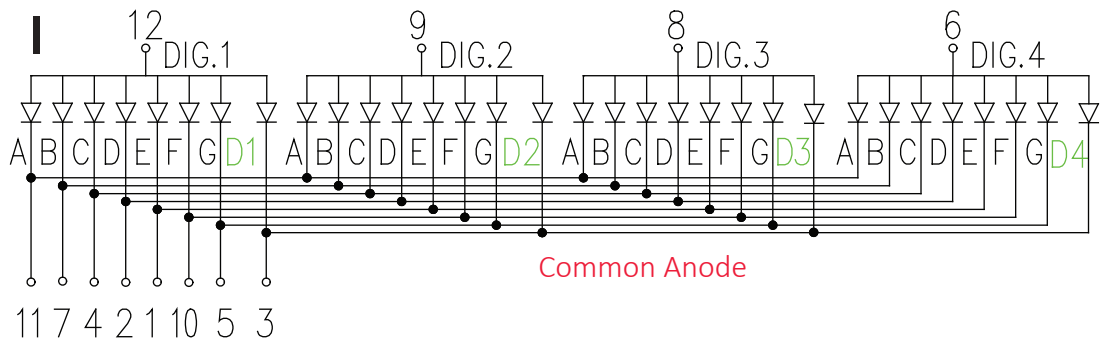 I
12 9 8 6
DIG.1 DIG.2 DIG.3 DIG.4
A B C D E F G D1 A B C D E F G D2 A B C D E F G D3 A B C D E F G D4
Common Anode
11 7 4 2 1 10 5 3